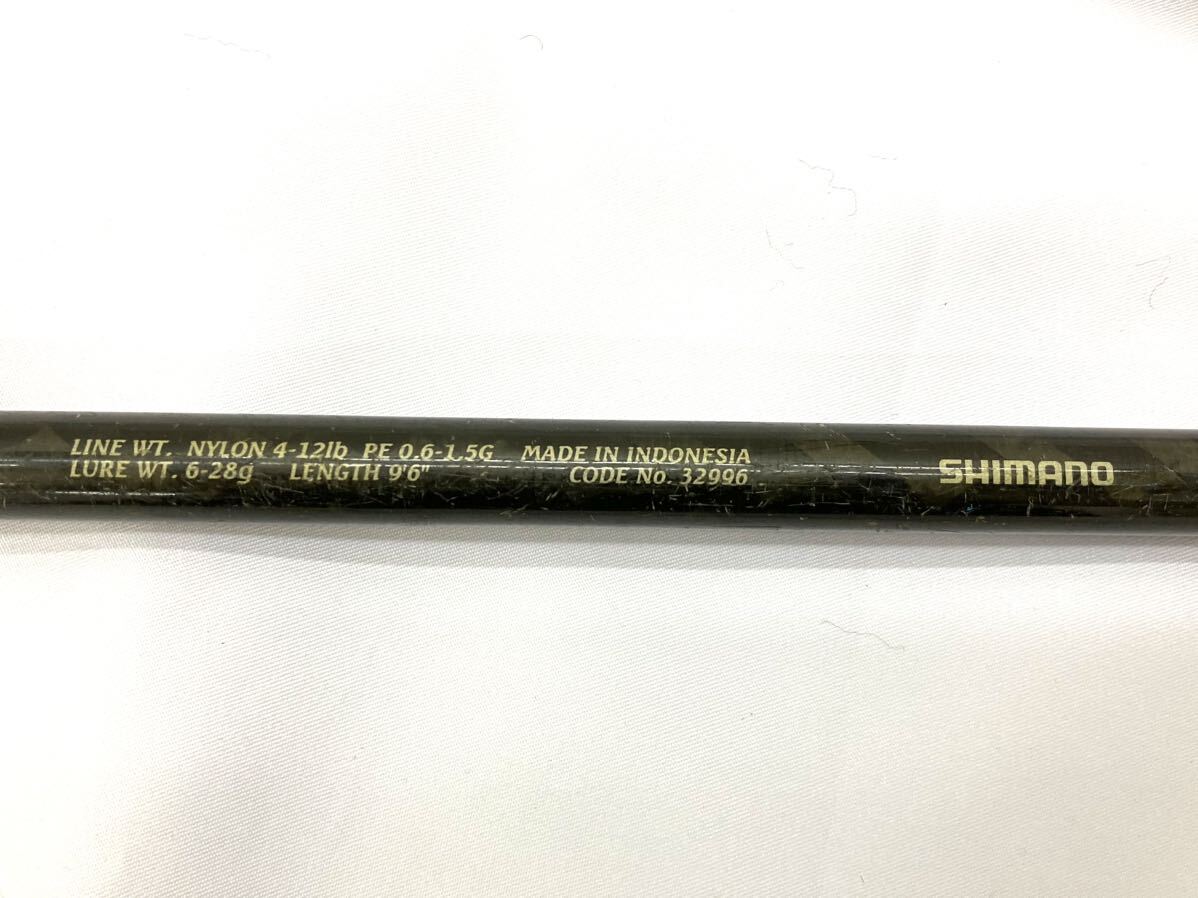 LINE WT. NYLON 4-12lb PE 0.6-1.5G MADE IN INDONESIA
LURE WT. 6-28g LENGTH 9'6" CODE No. 32996
SHIMANO